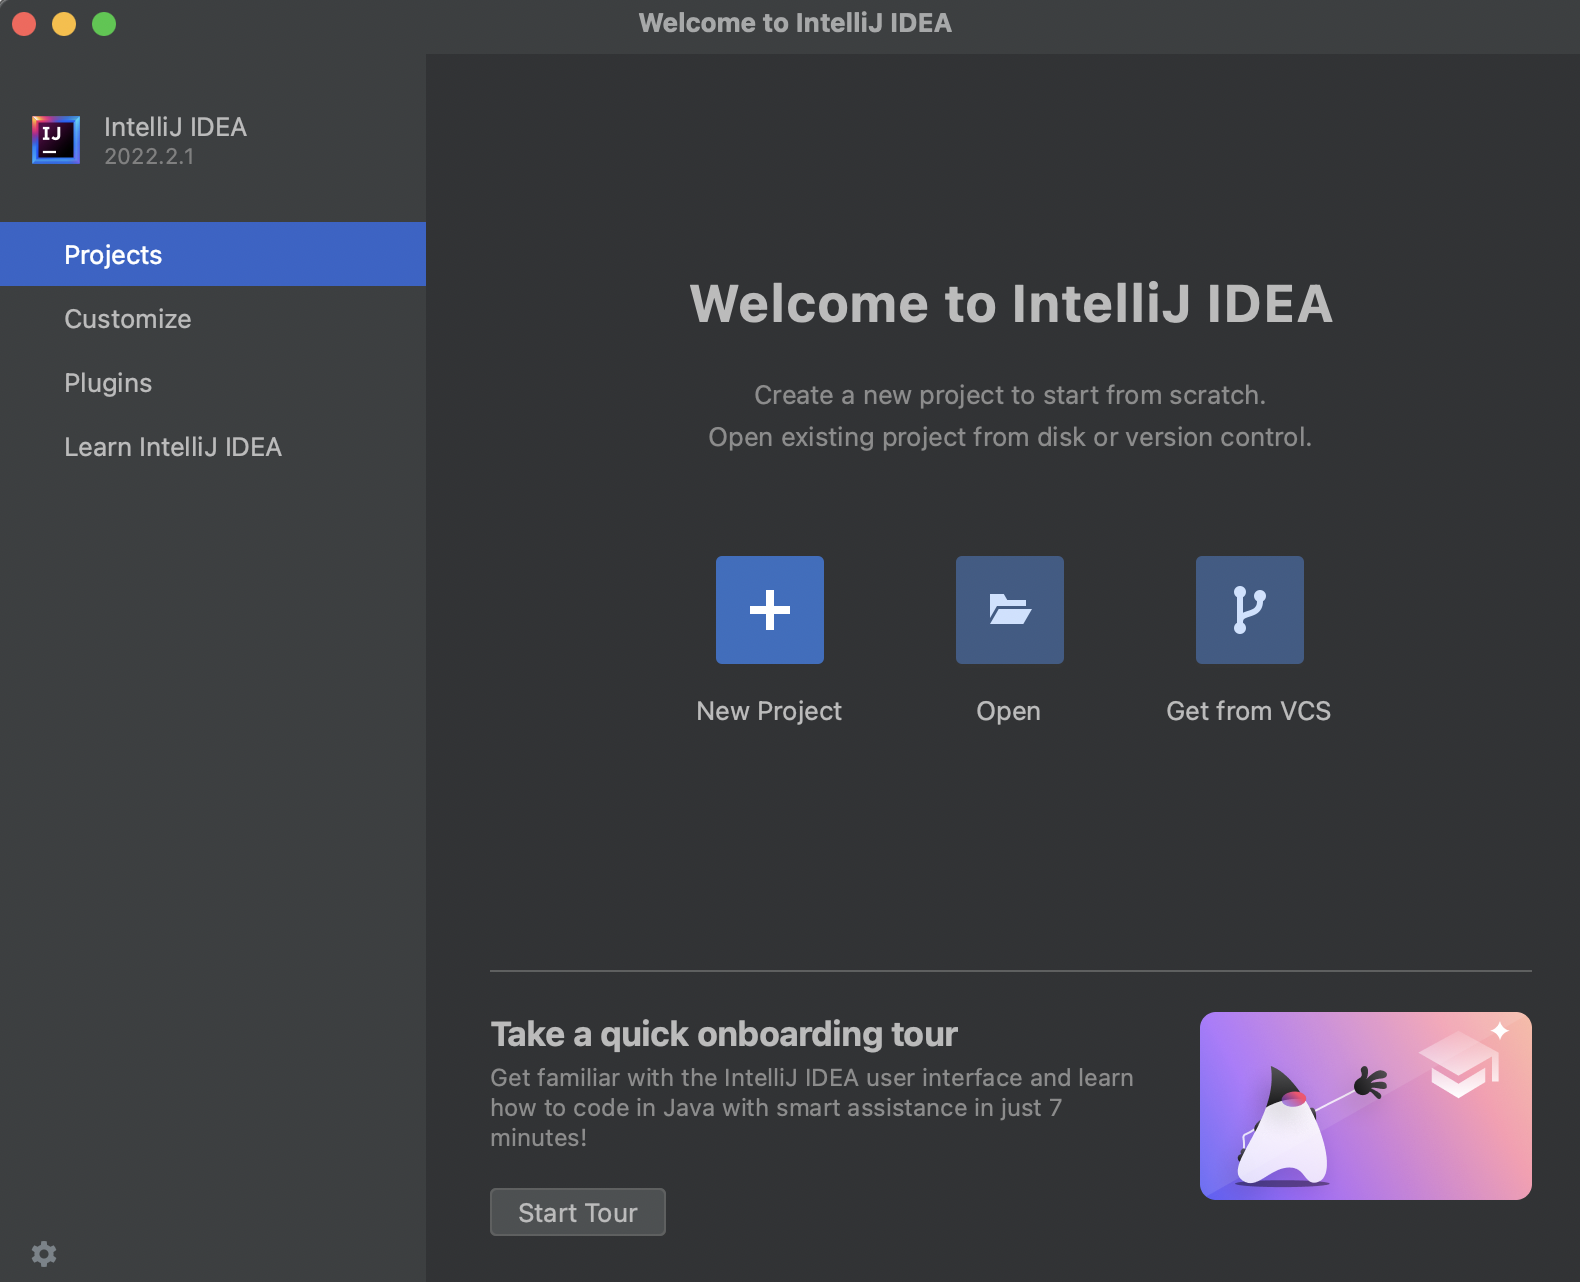 Welcome to IntelliJ IDEA
IJ
IntelliJ IDEA
2022.2.1
Projects
Customize
Plugins
Learn IntelliJ IDEA
Welcome to IntelliJ IDEA
Create a new project to start from scratch.
Open existing project from disk or version control.
New Project
Open
Get from VCS
Take a quick onboarding tour
Get familiar with the IntelliJ IDEA user interface and learn
how to code in Java with smart assistance in just 7
minutes!
Start Tour